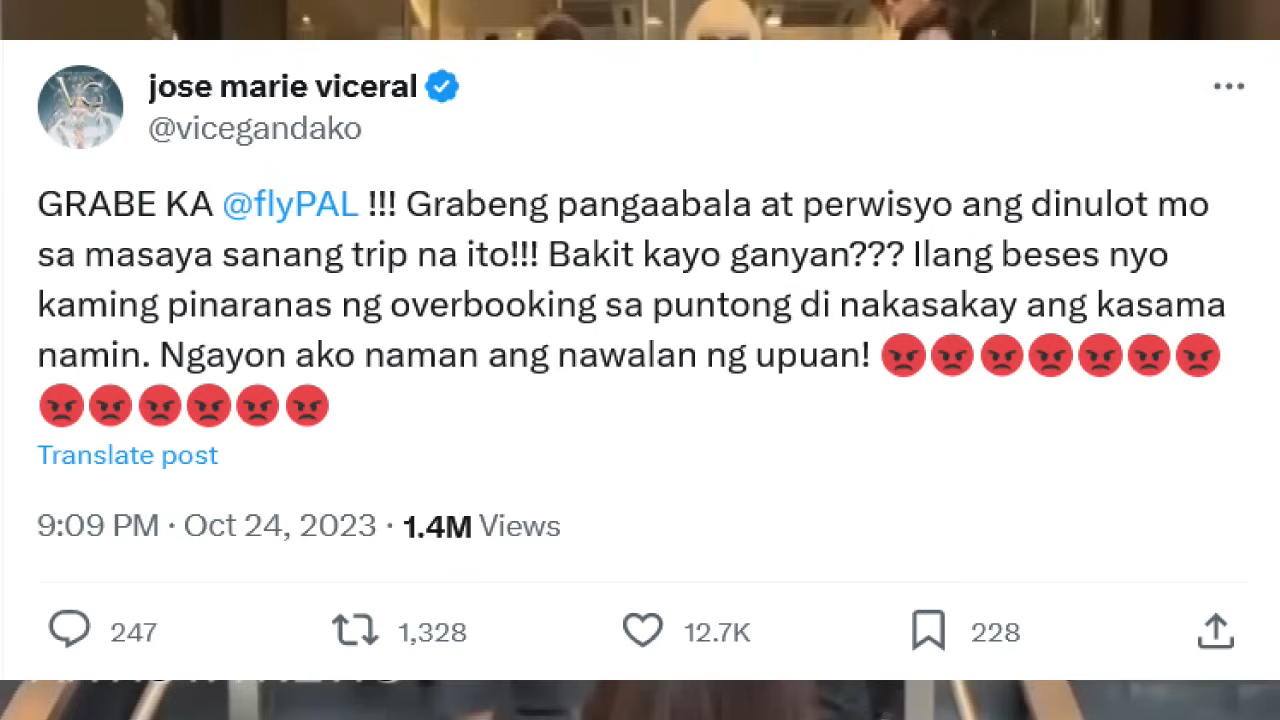 jose marie viceral
@vicegandako
GRABE KA @flyPAL !!! Grabeng pangaabala at perwisyo ang dinulot mo
sa masaya sanang trip na ito!!! Bakit kayo ganyan??? Ilang beses nyo
kaming pinaranas ng overbooking sa puntong di nakasakay ang kasama
namin. Ngayon ako naman ang nawalan ng upuan! 😡😡😡😡😡😡😡
😡😡😡😡😡😡
Translate post
9:09 PM · Oct 24, 2023 · 1.4M Views
247 1,328 12.7K 228